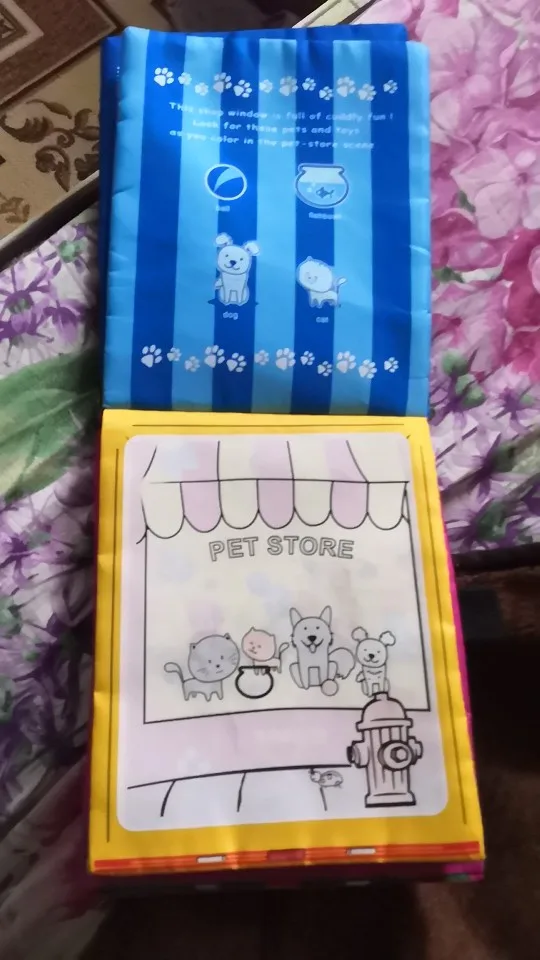 This shop window is full of cuddly fun !
Look for these pets and toys
as you color in the pet-store scene
ball
fishbowl
dog
cat
PET STORE